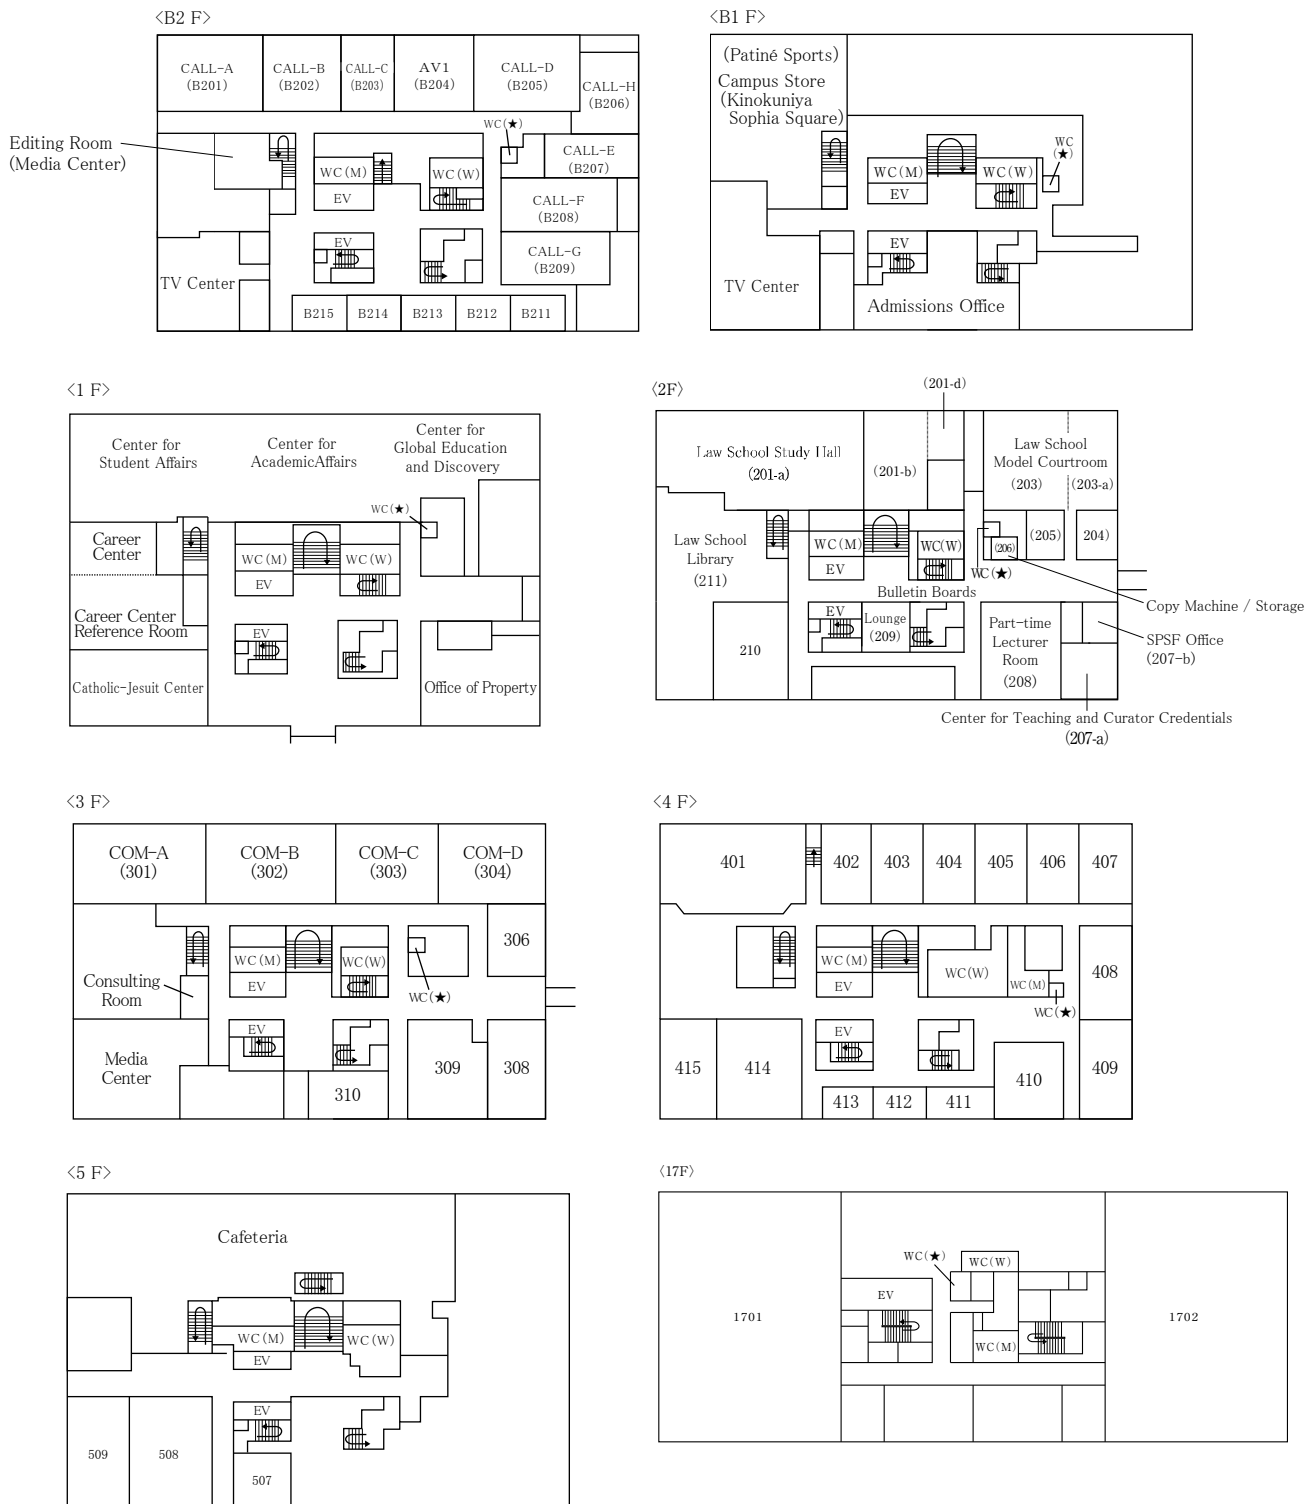 <B2 F>
CALL-A
(B201)
CALL-B
(B202)
CALL-C
(B203)
AV1
(B204)
CALL-D
(B205)
CALL-H
(B206)
WC(★)
Editing Room
(Media Center)
WC(M)
EV
WC(W)
CALL-E
(B207)
CALL-F
(B208)
EV
CALL-G
(B209)
TV Center
B215
B214
B213
B212
B211
<B1 F>
(Patiné Sports)
Campus Store
(Kinokuniya
Sophia Square)
WC
(★)
WC(M)
WC(W)
EV
EV
TV Center
Admissions Office
<1 F>
Center for
Student Affairs
Center for
AcademicAffairs
Center for
Global Education
and Discovery
WC(★)
Career
Center
WC(M)
WC(W)
EV
Career Center
Reference Room
EV
Catholic-Jesuit Center
Office of Property
<2F>
(201-d)
Law School Study Hall
(201-a)
(201-b)
Law School
Model Courtroom
(203)
(203-a)
Law School
Library
(211)
WC(M)
EV
WC(W)
(206)
(205)
204
WC(★)
Bulletin Boards
Copy Machine / Storage
EV
Lounge
(209)
210
Part-time
Lecturer
Room
(208)
SPSF Office
(207-b)
Center for Teaching and Curator Credentials
(207-a)
<3 F>
COM-A
(301)
COM-B
(302)
COM-C
(303)
COM-D
(304)
306
WC(M)
WC(W)
EV
Consulting
Room
WC(★)
EV
Media
Center
309
308
310
<4 F>
401
402
403
404
405
406
407
WC(M)
EV
WC(W)
WC(M)
408
WC(★)
EV
415
414
410
409
413
412
411
<5 F>
Cafeteria
WC(M)
WC(W)
EV
EV
509
508
507
<17F>
WC(★)
WC(W)
EV
1701
1702
WC(M)